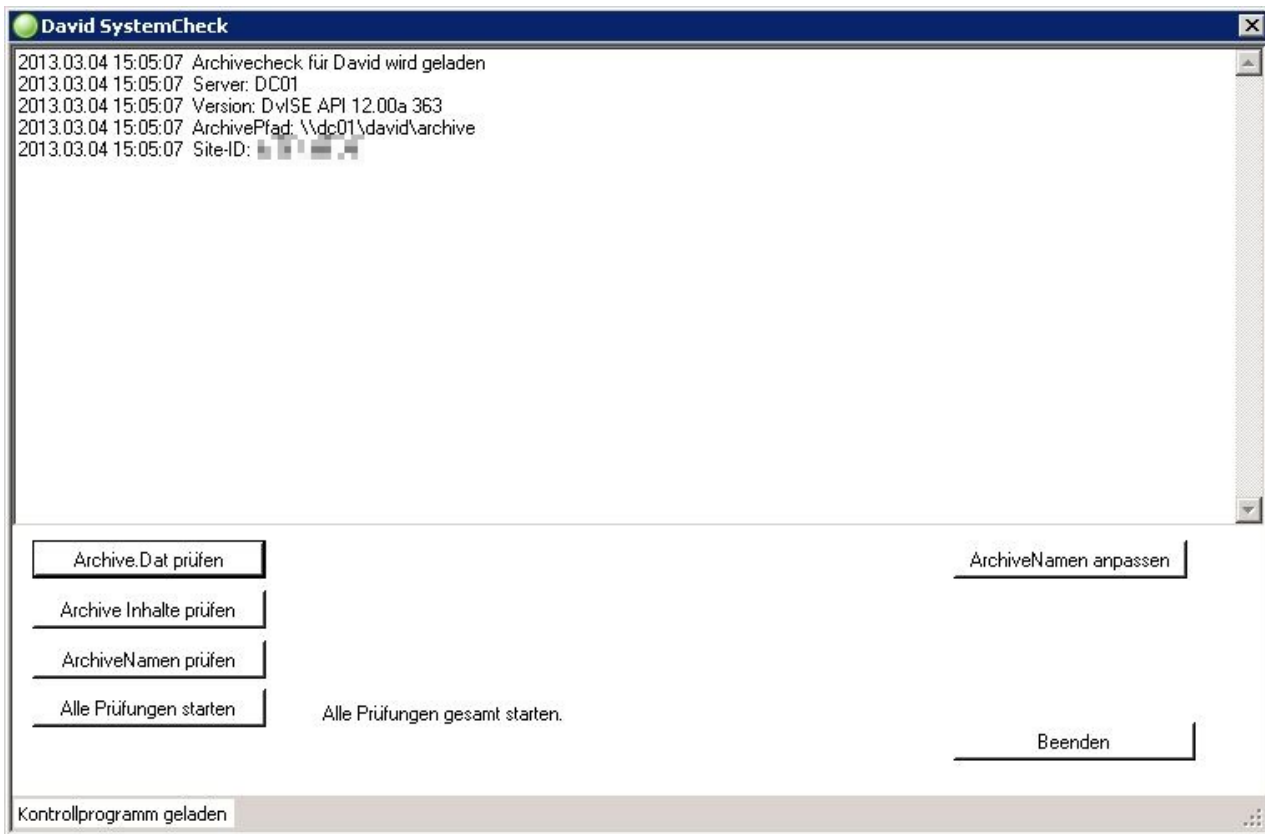 David SystemCheck
2013.03.04 15:05:07 Archivecheck für David wird geladen
2013.03.04 15:05:07 Server: DC01
2013.03.04 15:05:07 Version: DvISE API 12.00a 363
2013.03.04 15:05:07 ArchivePfad: \\dc01\david\archive
2013.03.04 15:05:07 Site-ID:
Archive.Dat prüfen
ArchiveNamen anpassen
Archive Inhalte prüfen
ArchiveNamen prüfen
Alle Prüfungen starten
Alle Prüfungen gesamt starten.
Beenden
Kontrollprogramm geladen